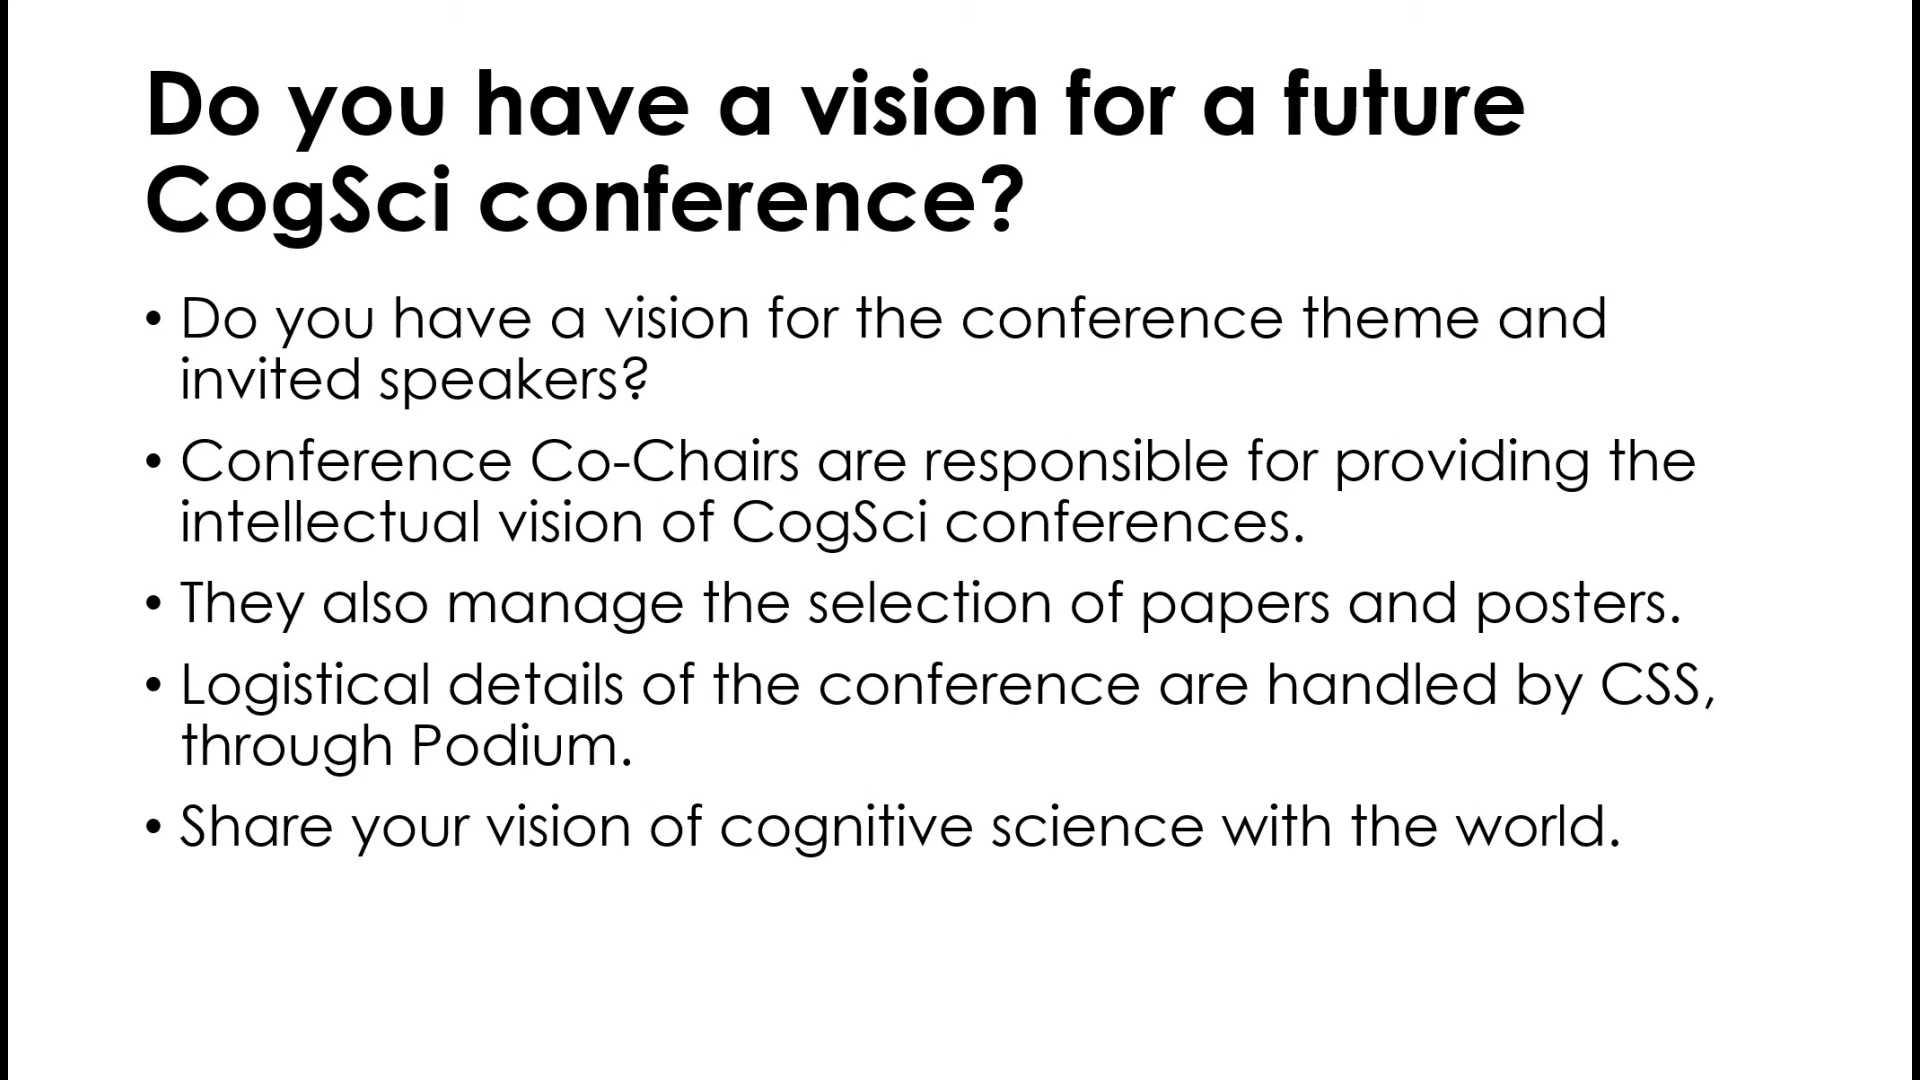 Do you have a vision for a future
CogSci conference?
• Do you have a vision for the conference theme and
invited speakers?
• Conference Co-Chairs are responsible for providing the
intellectual vision of CogSci conferences.
• They also manage the selection of papers and posters.
• Logistical details of the conference are handled by CSS,
through Podium.
• Share your vision of cognitive science with the world.